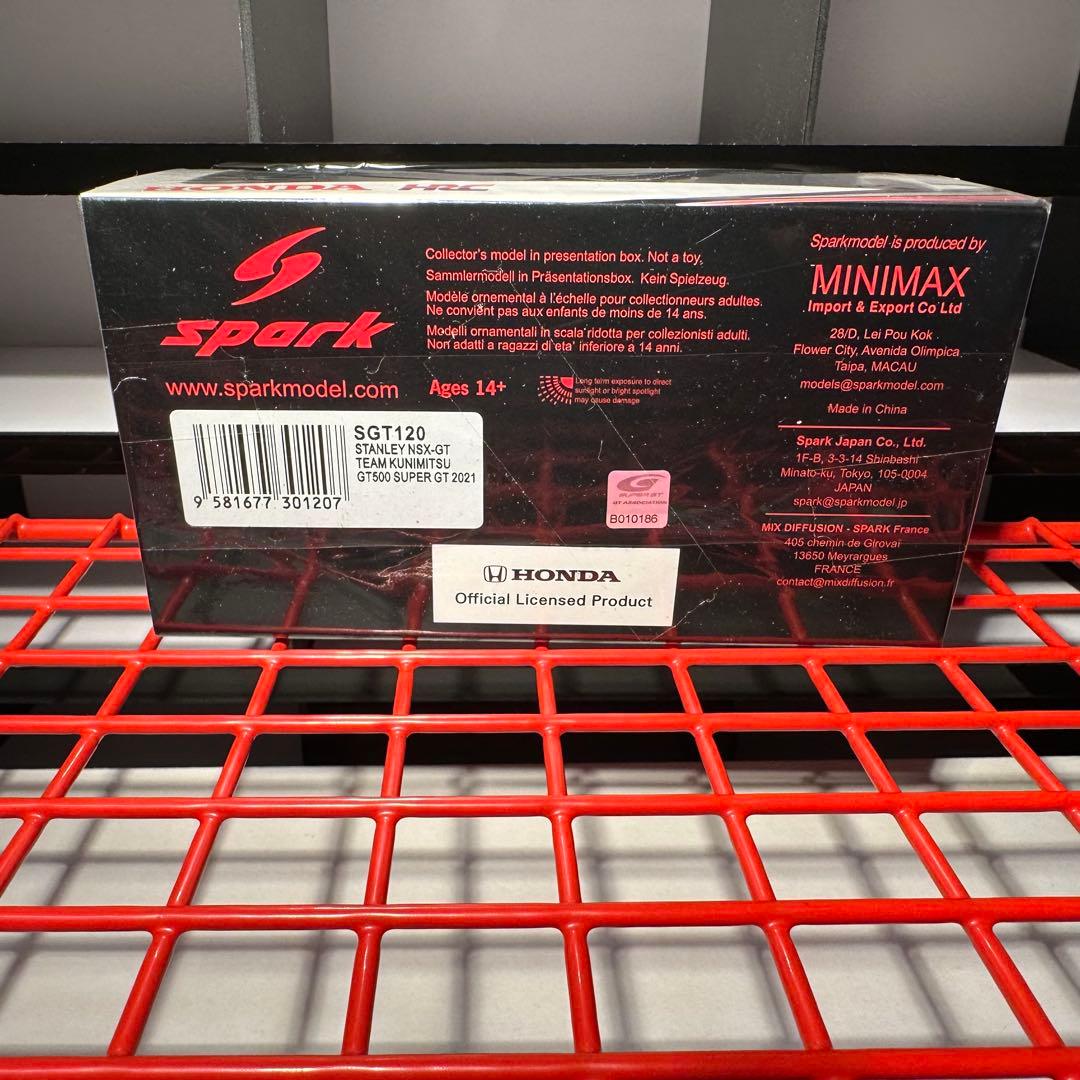 HONDA HRC
spark
www.sparkmodel.com
Collector's model in presentation box. Not a toy.
Sammlermodell in Präsentationsbox. Kein Spielzeug.
Modèle ornemental à l'échelle pour collectionneurs adultes.
Ne convient pas aux enfants de moins de 14 ans.
Modelli ornamentali in scala ridotta per collezionisti adulti.
Non adatti a ragazzi di eta' inferiore a 14 anni.
Ages 14+
Long term exposure to direct
sunlight or bright spotlight
may cause damage
SGT120
STANLEY NSX-GT
TEAM KUNIMITSU
GT500 SUPER GT 2021
9 581677 301207
SUPER GT
GT ASSOCIATION
B010186
HONDA
Official Licensed Product
Sparkmodel is produced by
MINIMAX
Import & Export Co Ltd
28/D, Lei Pou Kok
Flower City, Avenida Olimpica
Taipa, MACAU
models@sparkmodel.com
Made in China
Spark Japan Co., Ltd.
1F-B, 3-3-14 Shinbashi
Minato-ku, Tokyo, 105-0004
JAPAN
spark@sparkmodel.jp
MIX DIFFUSION - SPARK France
405 chemin de Girovai
13650 Meyrargues
FRANCE
contact@mixdiffusion.fr